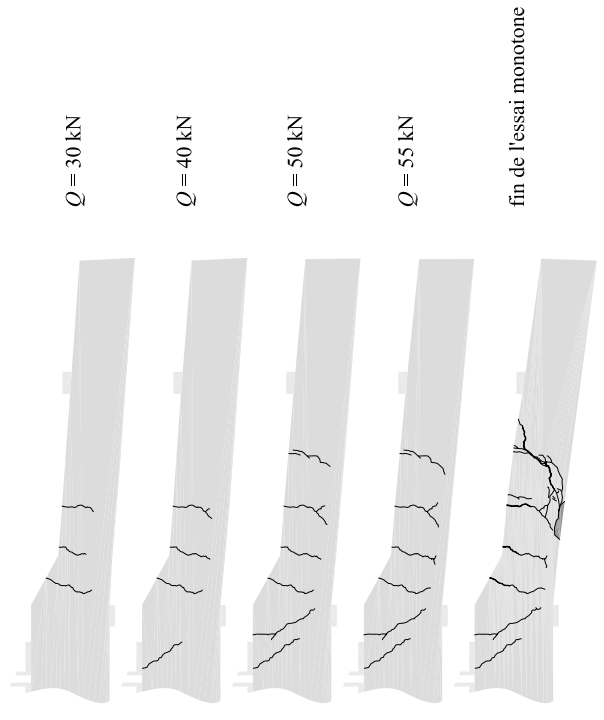 Q = 30 kN
Q = 40 kN
Q = 50 kN
Q = 55 kN
fin de l'essai monotone